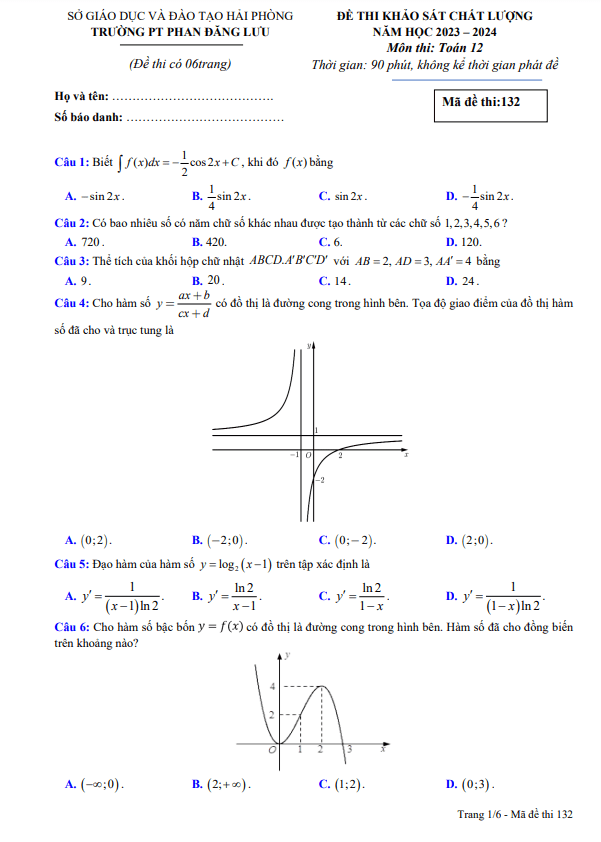 SỞ GIÁO DỤC VÀ ĐÀO TẠO HẢI PHÒNG
TRƯỜNG PT PHAN ĐĂNG LƯU
(Đề thi có 06trang)
ĐỀ THI KHẢO SÁT CHẤT LƯỢNG
NĂM HỌC 2023 – 2024
Môn thi: Toán 12
Thời gian: 90 phút, không kể thời gian phát đề
Họ và tên: ………………………………….
Số báo danh: …………………………………
Mã đề thi:132
Câu 1: Biết ∫ f(x)dx = −1/2 cos 2x + C, khi đó f(x) bằng
A. −sin 2x. B. 1/4 sin 2x. C. sin 2x. D. −1/4 sin 2x.
Câu 2: Có bao nhiêu số có năm chữ số khác nhau được tạo thành từ các chữ số 1, 2, 3, 4, 5, 6 ?
A. 720. B. 420. C. 6. D. 120.
Câu 3: Thể tích của khối hộp chữ nhật ABCD.A'B'C'D' với AB = 2, AD = 3, AA' = 4 bằng
A. 9. B. 20. C. 14. D. 24.
Câu 4: Cho hàm số y = (ax + b)/(cx + d) có đồ thị là đường cong trong hình bên. Tọa độ giao điểm của đồ thị hàm
số đã cho và trục tung là
y
1
−1 O 2 x
−2
A. (0;2). B. (−2;0). C. (0;−2). D. (2;0).
Câu 5: Đạo hàm của hàm số y = log₂(x−1) trên tập xác định là
A. y' = 1/((x−1)ln 2). B. y' = ln 2/(x−1). C. y' = ln 2/(1−x). D. y' = 1/((1−x)ln 2).
Câu 6: Cho hàm số bậc bốn y = f(x) có đồ thị là đường cong trong hình bên. Hàm số đã cho đồng biến
trên khoảng nào?
y
4
2
O 1 2 3 x
A. (−∞;0). B. (2;+∞). C. (1;2). D. (0;3).
Trang 1/6 - Mã đề thi 132